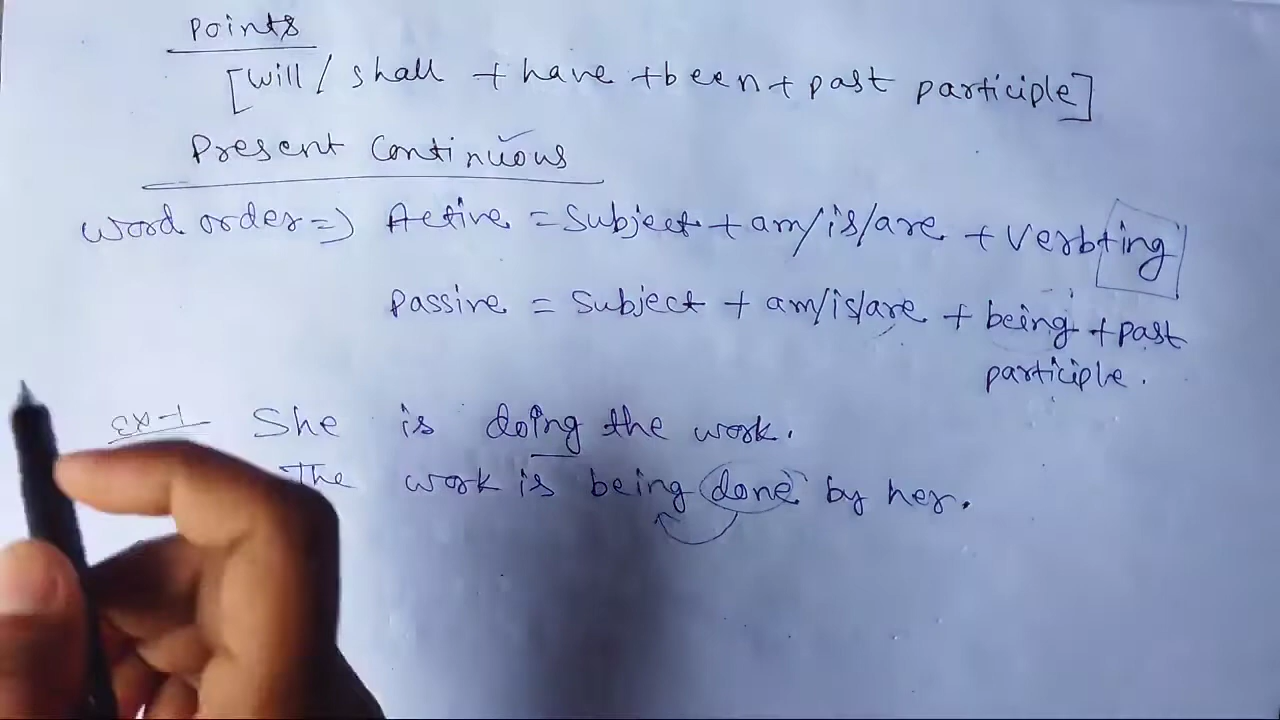 Points
[will / shall + have + been + past participle]
Present Continuous
Word order => Active = Subject + am/is/are + Verb+ing
Passive = Subject + am/is/are + being + past
participle.
Ex-1 She is doing the work.
The work is being done by her.